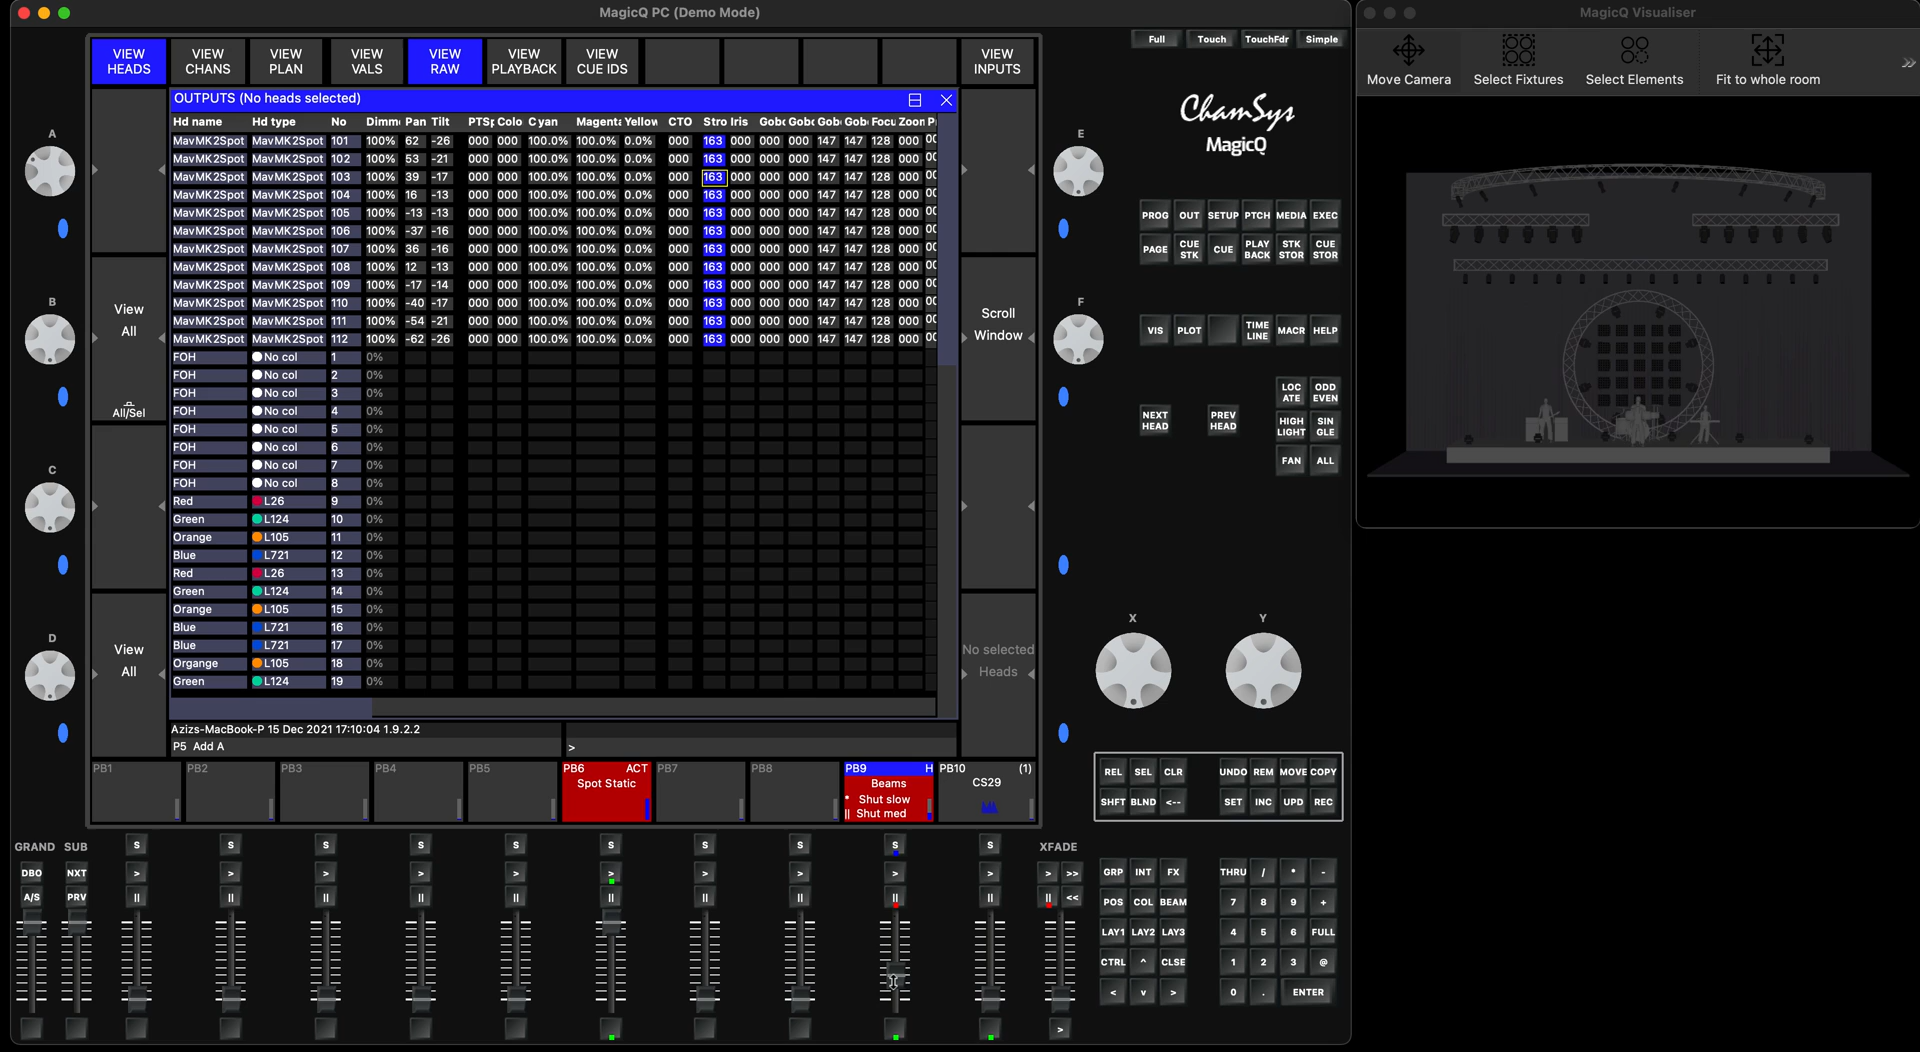 MagicQ PC (Demo Mode)
MagicQ Visualiser
Full Touch TouchFdr Simple
Move Camera Select Fixtures Select Elements Fit to whole room
VIEW HEADS
VIEW CHANS
VIEW PLAN
VIEW VALS
VIEW RAW
VIEW PLAYBACK
VIEW CUE IDS
VIEW INPUTS
OUTPUTS (No heads selected)
Hd name Hd type No Dimm Pan Tilt PTSp Colo Cyan Magenta Yellow CTO Stro Iris Gobo Gobo Gobo Gobo Focu Zoon
MavMK2Spot MavMK2Spot 101 100% 62 -26 000 000 100.0% 100.0% 0.0% 000 163 000 000 000 147 147 128 000
MavMK2Spot MavMK2Spot 102 100% 53 -21 000 000 100.0% 100.0% 0.0% 000 163 000 000 000 147 147 128 000
MavMK2Spot MavMK2Spot 103 100% 39 -17 000 000 100.0% 100.0% 0.0% 000 163 000 000 000 147 147 128 000
MavMK2Spot MavMK2Spot 104 100% 16 -13 000 000 100.0% 100.0% 0.0% 000 163 000 000 000 147 147 128 000
MavMK2Spot MavMK2Spot 105 100% -13 -13 000 000 100.0% 100.0% 0.0% 000 163 000 000 000 147 147 128 000
MavMK2Spot MavMK2Spot 106 100% -37 -16 000 000 100.0% 100.0% 0.0% 000 163 000 000 000 147 147 128 000
MavMK2Spot MavMK2Spot 107 100% 36 -16 000 000 100.0% 100.0% 0.0% 000 163 000 000 000 147 147 128 000
MavMK2Spot MavMK2Spot 108 100% 12 -13 000 000 100.0% 100.0% 0.0% 000 163 000 000 000 147 147 128 000
MavMK2Spot MavMK2Spot 109 100% -17 -14 000 000 100.0% 100.0% 0.0% 000 163 000 000 000 147 147 128 000
MavMK2Spot MavMK2Spot 110 100% -40 -17 000 000 100.0% 100.0% 0.0% 000 163 000 000 000 147 147 128 000
MavMK2Spot MavMK2Spot 111 100% -54 -21 000 000 100.0% 100.0% 0.0% 000 163 000 000 000 147 147 128 000
MavMK2Spot MavMK2Spot 112 100% -62 -26 000 000 100.0% 100.0% 0.0% 000 163 000 000 000 147 147 128 000
FOH No col 1 0%
FOH No col 2 0%
FOH No col 3 0%
FOH No col 4 0%
FOH No col 5 0%
FOH No col 6 0%
FOH No col 7 0%
FOH No col 8 0%
Red L26 9 0%
Green L124 10 0%
Orange L105 11 0%
Blue L721 12 0%
Red L26 13 0%
Green L124 14 0%
Orange L105 15 0%
Blue L721 16 0%
Blue L721 17 0%
Organge L105 18 0%
Green L124 19 0%
A
B
C
D
View
All
All/Sel
View
All
Scroll
Window
No selected
Heads
Azizs-MacBook-P 15 Dec 2021 17:10:04 1.9.2.2
P5 Add A
>
PB1 PB2 PB3 PB4 PB5 PB6 ACT PB7 PB8 PB9 H PB10 (1)
Spot Static Beams CS29
Shut slow
Shut med
E
F
ChamSys
MagicQ
PROG OUT SETUP PTCH MEDIA EXEC
PAGE CUE STK CUE PLAY BACK STK STOR CUE STOR
VIS PLOT TIME LINE MACR HELP
LOC ATE ODD EVEN
NEXT HEAD PREV HEAD HIGH LIGHT SIN GLE
FAN ALL
X Y
REL SEL CLR UNDO REM MOVE COPY
SHFT BLND <-- SET INC UPD REC
GRAND SUB S S S S S S S S S S XFADE
DBO NXT > > > > > > > > > > > >>
A/S PRV || || || || || || || || || || || <<
>
GRP INT FX THRU / * -
POS COL BEAM 7 8 9 +
LAY1 LAY2 LAY3 4 5 6 FULL
CTRL ^ CLSE 1 2 3 @
< v > 0 . ENTER